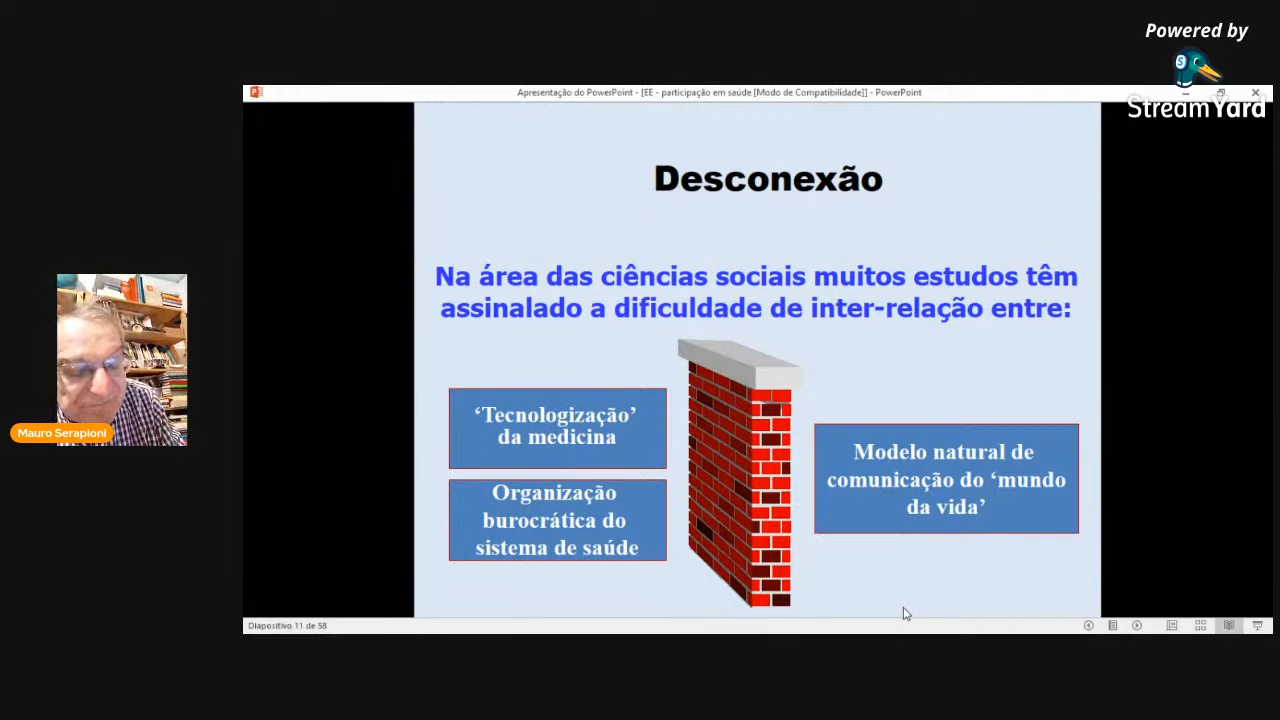 Powered by
StreamYard
Apresentação do PowerPoint - [EE - participação em saúde [Modo de Compatibilidade]] - PowerPoint
Desconexão
Na área das ciências sociais muitos estudos têm
assinalado a dificuldade de inter-relação entre:
‘Tecnologização’
da medicina
Organização
burocrática do
sistema de saúde
Modelo natural de
comunicação do ‘mundo
da vida’
Mauro Serapioni
Diapositivo 11 de 58